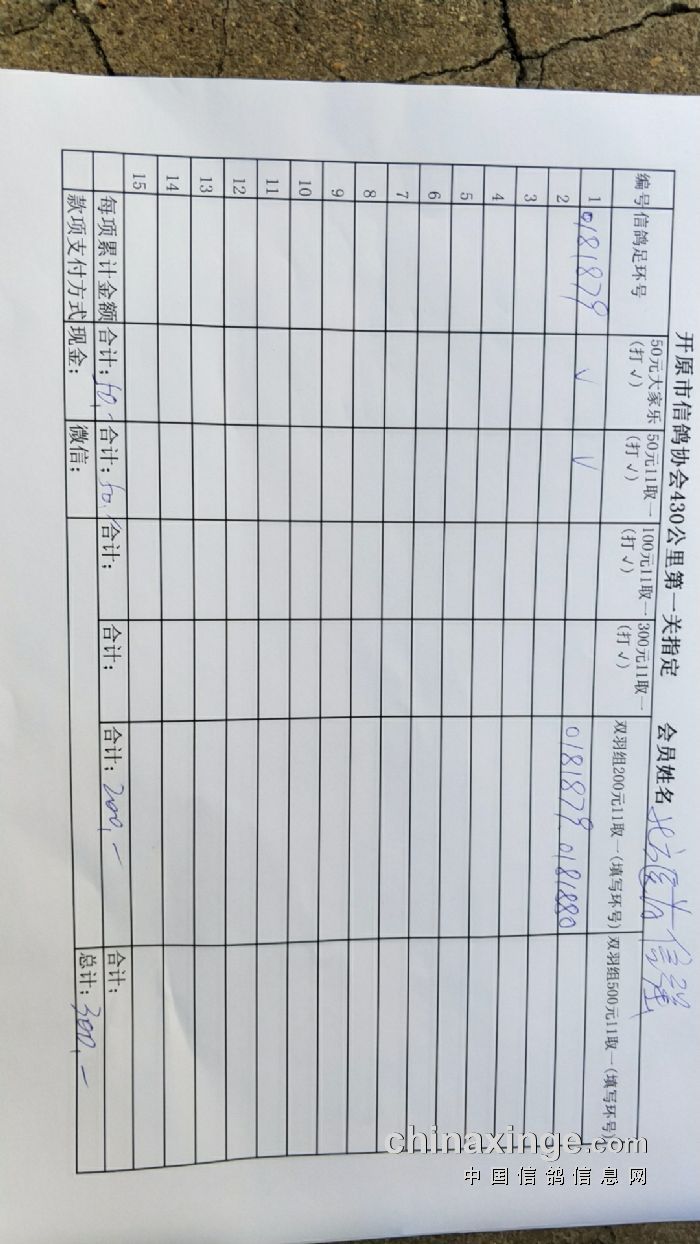 开原市信鸽协会430公里第一关指定 会员姓名
编号 信鸽足环号 50元大家乐(打√) 50元11取一(打√) 100元11取一(打√) 300元11取一(打√) 双羽组200元11取一(填写环号) 双羽组500元11取一(填写环号)
1 0181879 √ √ 0181879.0181880
2
3
4
5
6
7
8
9
10
11
12
13
14
15
每项累计金额 合计:50,- 合计:50,- 合计: 合计: 合计:200,- 合计:
款项支付方式 现金: 微信: 总计:300,-
chinaxinge.com
中国信鸽信息网